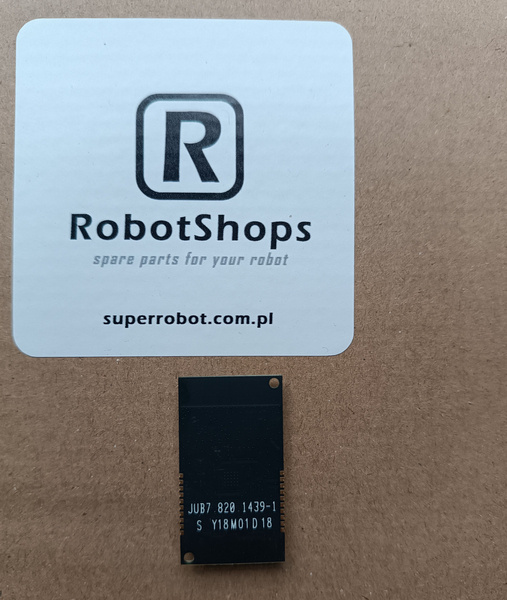 R
RobotShops
spare parts for your robot
superrobot.com.pl
JUB7 820 1439-1
S Y18M01D18